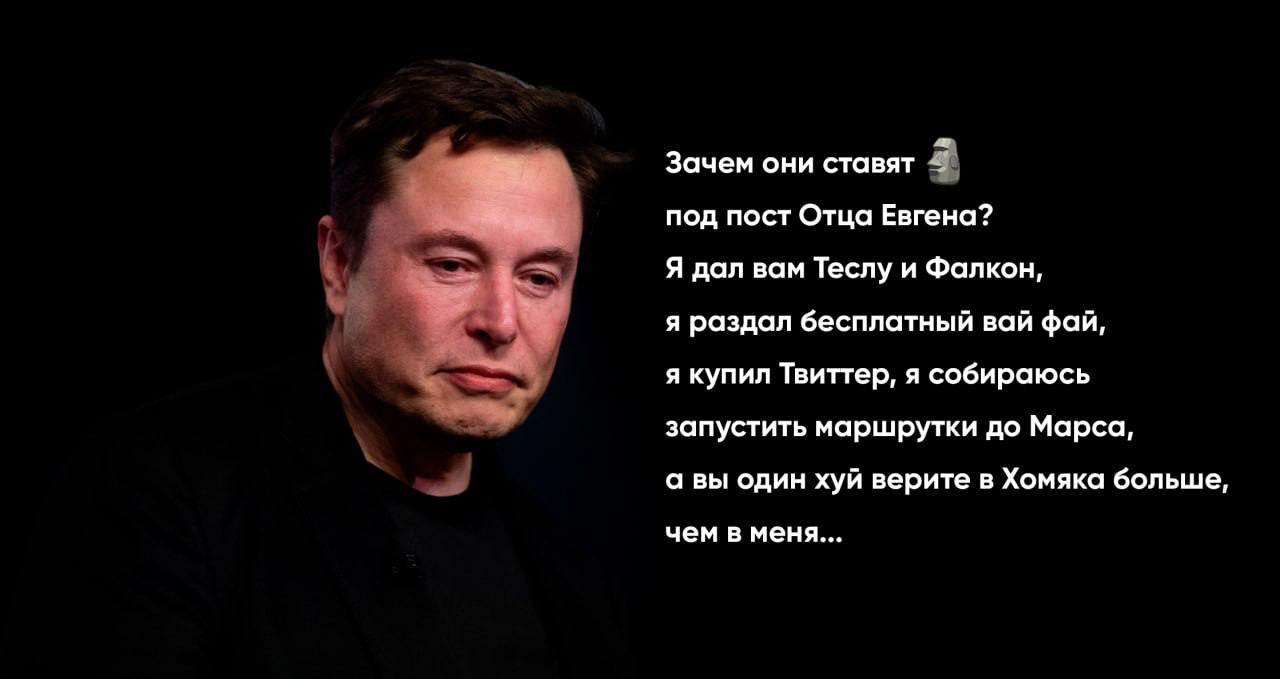 Зачем они ставят 🗿
под пост Отца Евгена?
Я дал вам Теслу и Фалкон,
я раздал бесплатный вай фай,
я купил Твиттер, я собираюсь
запустить маршрутки до Марса,
а вы один хуй верите в Хомяка больше,
чем в меня...